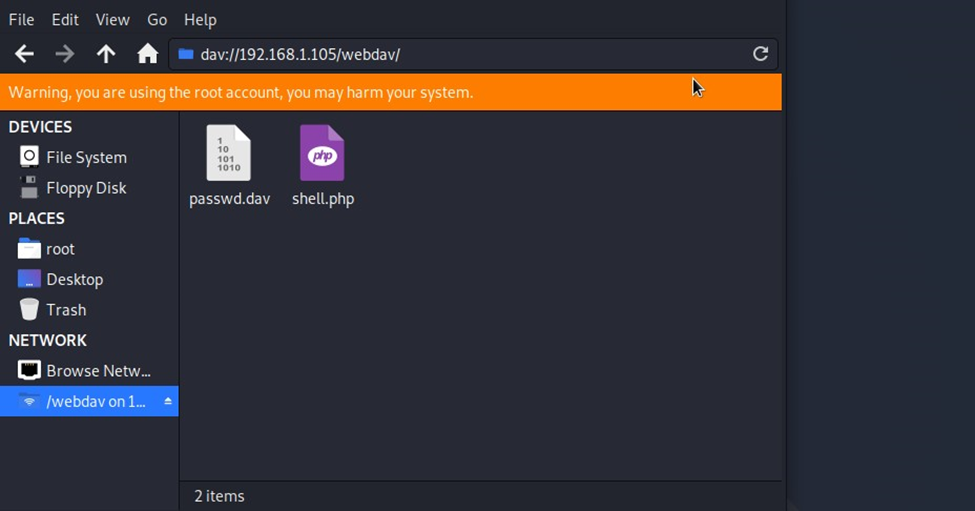 File Edit View Go Help
dav://192.168.1.105/webdav/
Warning, you are using the root account, you may harm your system.
DEVICES
File System
Floppy Disk
PLACES
root
Desktop
Trash
NETWORK
Browse Netw...
/webdav on 1...
1
10
101
1010
php
passwd.dav shell.php
2 items